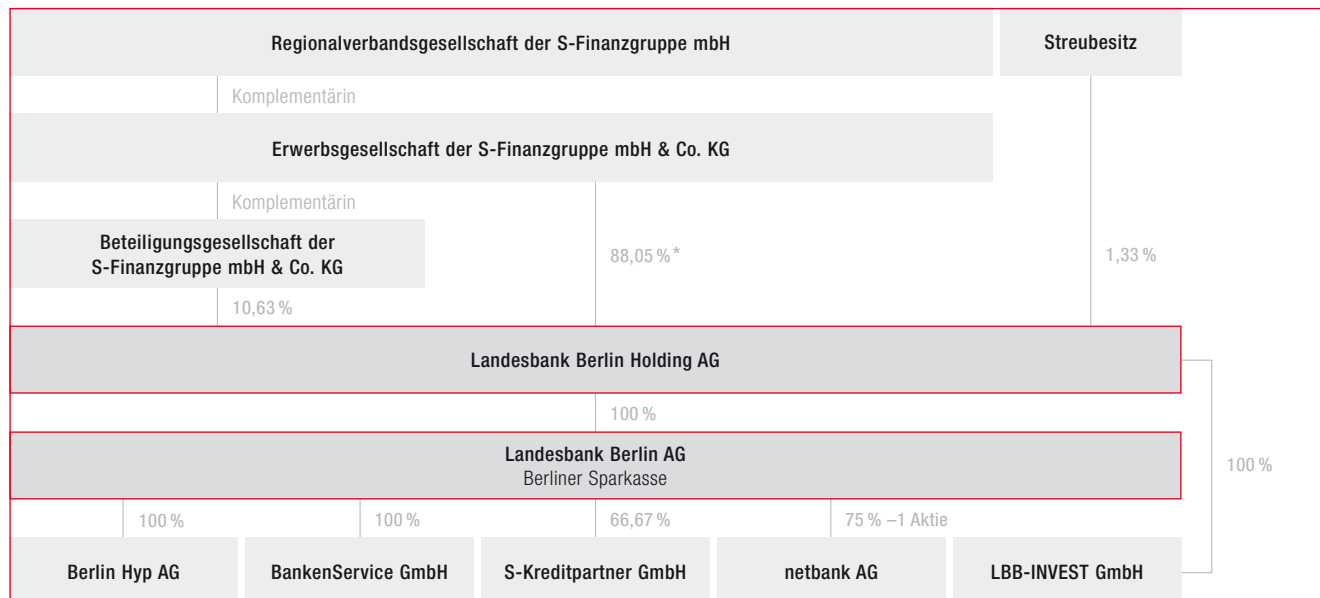 Regionalverbandsgesellschaft der S-Finanzgruppe mbH
Streubesitz
Komplementärin
Erwerbsgesellschaft der S-Finanzgruppe mbH & Co. KG
Komplementärin
Beteiligungsgesellschaft der
S-Finanzgruppe mbH & Co. KG
88,05 %*
1,33 %
10,63 %
Landesbank Berlin Holding AG
100 %
Landesbank Berlin AG
Berliner Sparkasse
100 %
100 %
100 %
66,67 %
75 % –1 Aktie
Berlin Hyp AG
BankenService GmbH
S-Kreditpartner GmbH
netbank AG
LBB-INVEST GmbH